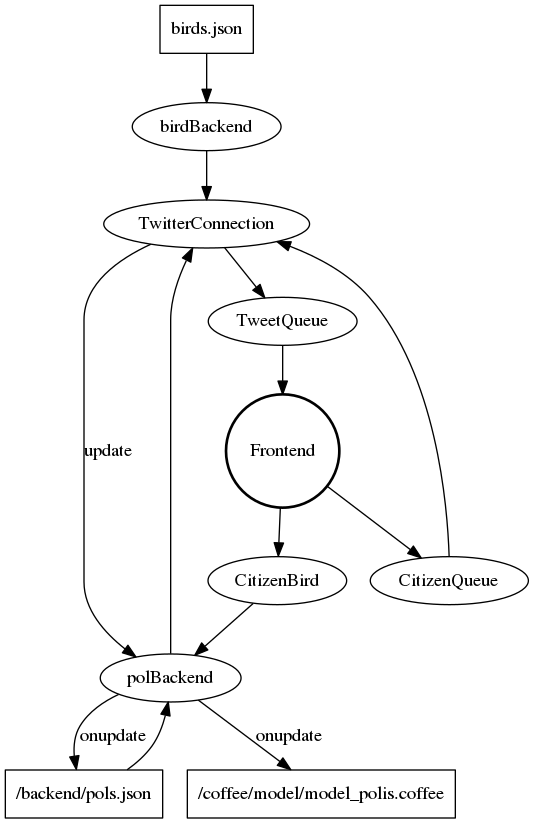 birds.json
birdBackend
TwitterConnection
TweetQueue
update
Frontend
CitizenBird
CitizenQueue
polBackend
onupdate
onupdate
/backend/pols.json
/coffee/model/model_polis.coffee